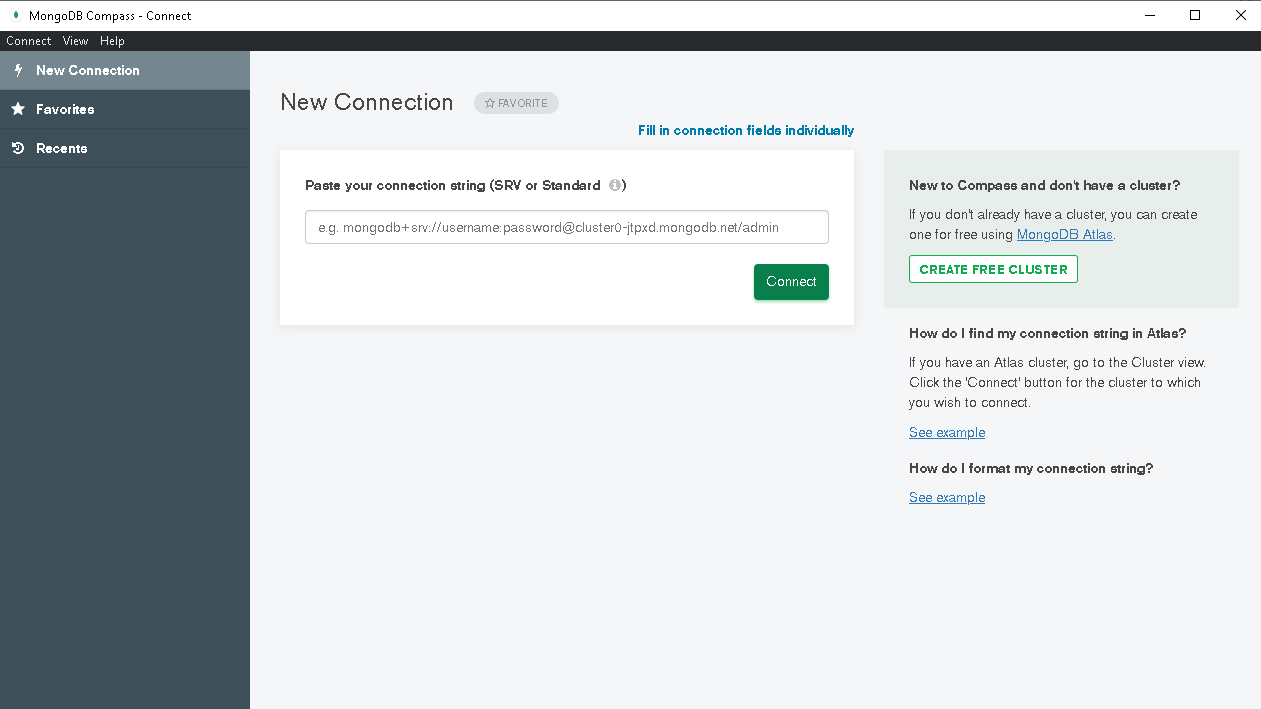 MongoDB Compass - Connect
Connect View Help
New Connection
Favorites
Recents
New Connection
FAVORITE
Fill in connection fields individually
Paste your connection string (SRV or Standard )
e.g. mongodb+srv://username:password@cluster0-jtpxd.mongodb.net/admin
Connect
New to Compass and don't have a cluster?
If you don't already have a cluster, you can create
one for free using MongoDB Atlas.
CREATE FREE CLUSTER
How do I find my connection string in Atlas?
If you have an Atlas cluster, go to the Cluster view.
Click the 'Connect' button for the cluster to which
you wish to connect.
See example
How do I format my connection string?
See example